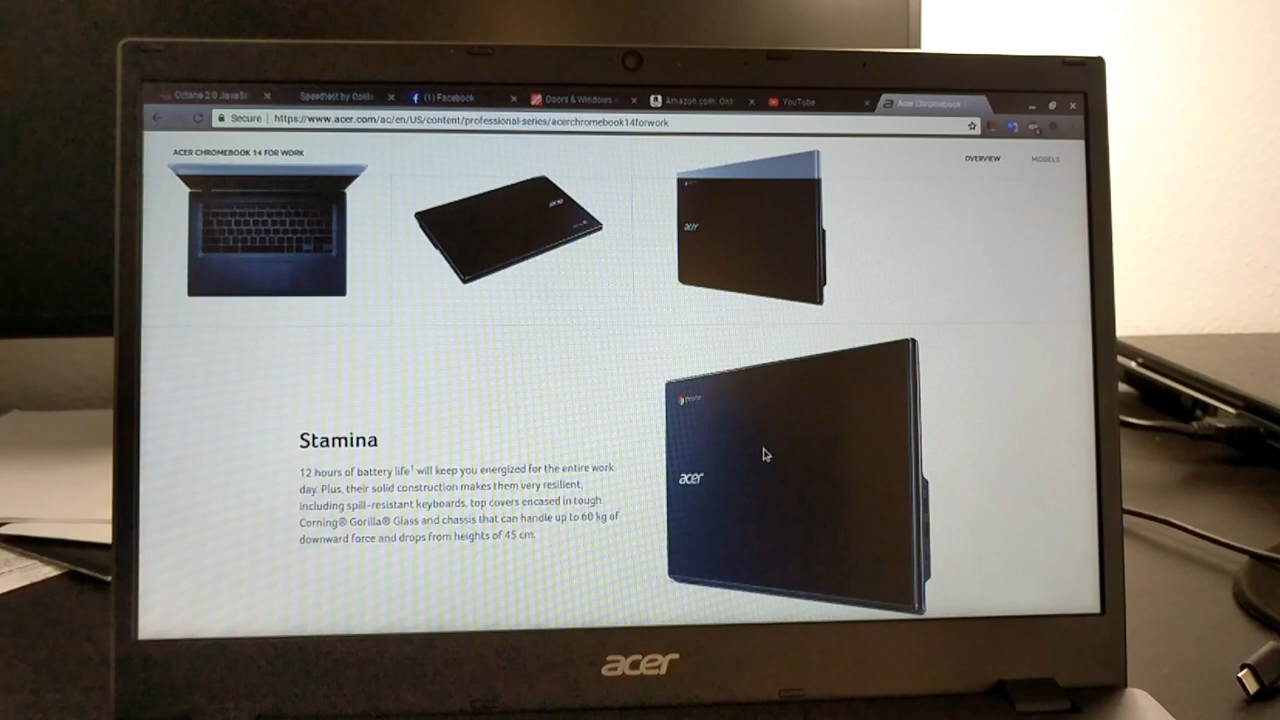 Octane 2.0 JavaSc
Speedtest by Ookla
(1) Facebook
Doors & Windows
Amazon.com: Onli
YouTube
Acer Chromebook
Secure
https://www.acer.com/ac/en/US/content/professional-series/acerchromebook14forwork
ACER CHROMEBOOK 14 FOR WORK
OVERVIEW
MODELS
acer
acer
chrome
acer
Stamina
12 hours of battery life¹ will keep you energized for the entire work
day. Plus, their solid construction makes them very resilient,
including spill-resistant keyboards, top covers encased in tough
Corning® Gorilla® Glass and chassis that can handle up to 60 kg of
downward force and drops from heights of 45 cm.
acer